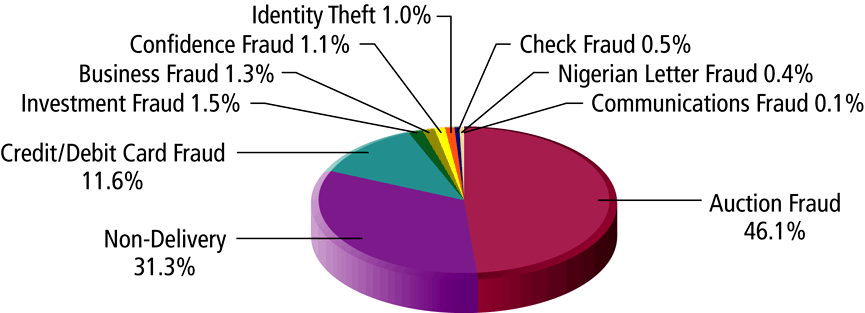 Identity Theft 1.0%
Confidence Fraud 1.1%
Business Fraud 1.3%
Investment Fraud 1.5%
Credit/Debit Card Fraud
11.6%
Non-Delivery
31.3%
Check Fraud 0.5%
Nigerian Letter Fraud 0.4%
Communications Fraud 0.1%
Auction Fraud
46.1%